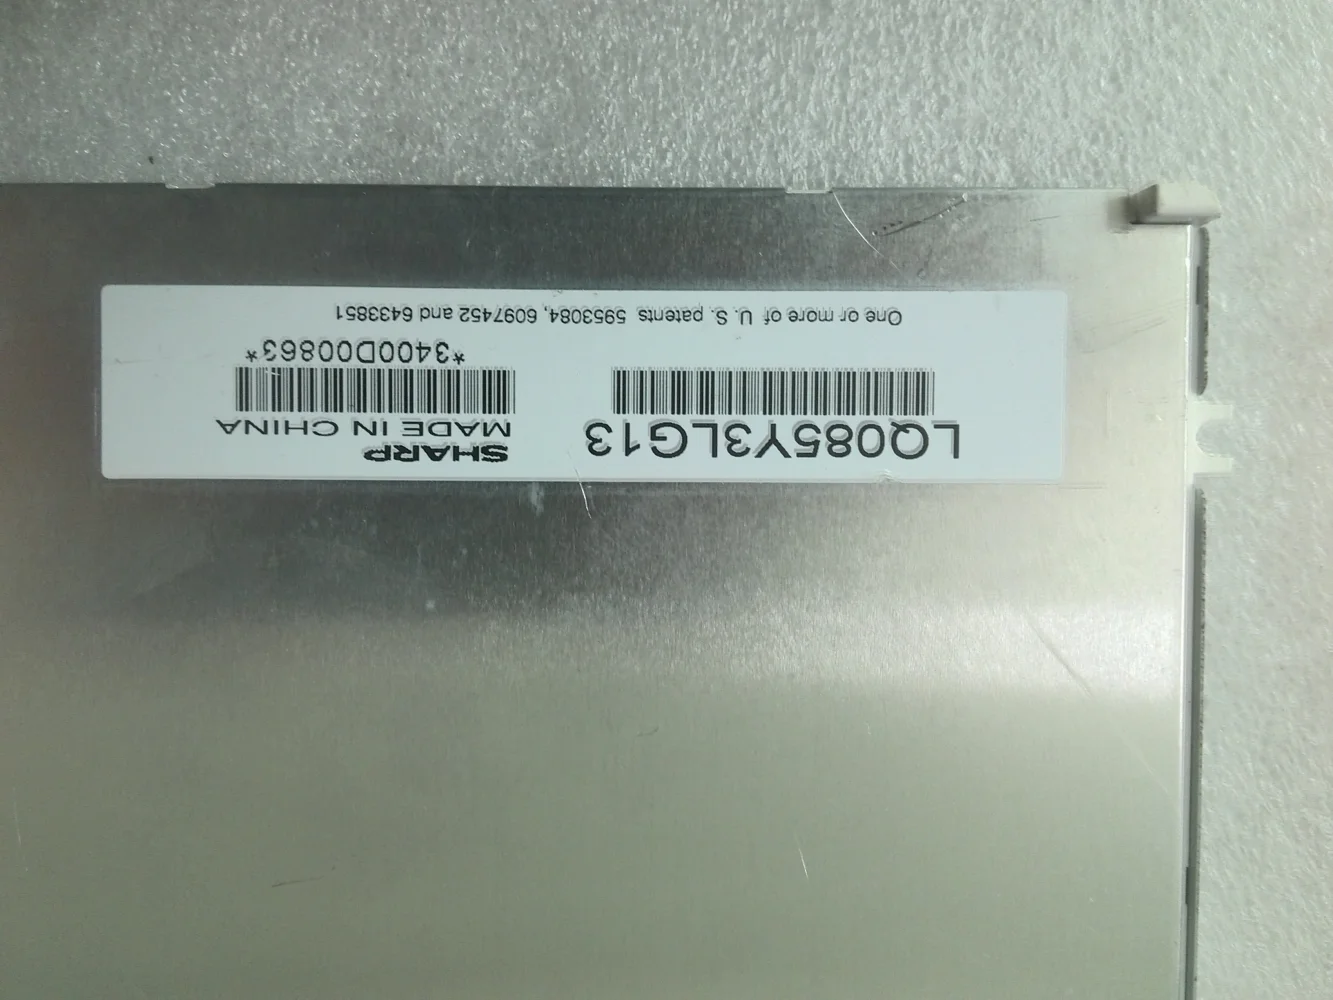 LQ085Y3LG13
SHARP
MADE IN CHINA
*3400D00863*
One or more of U.S. patents 5953084, 6097452 and 6433851